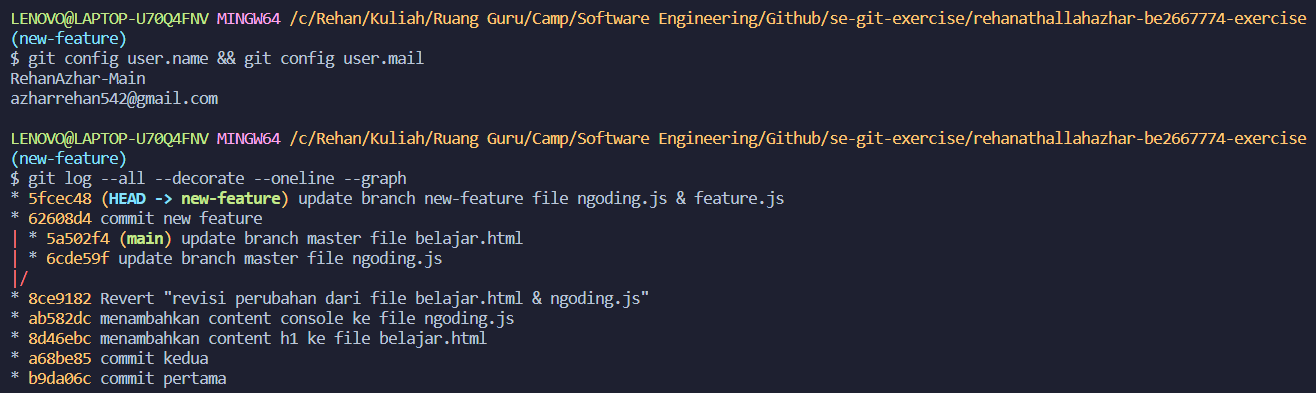 LENOVO@LAPTOP-U70Q4FNV MINGW64 /c/Rehan/Kuliah/Ruang Guru/Camp/Software Engineering/Github/se-git-exercise/rehanathallahazhar-be2667774-exercise
(new-feature)
$ git config user.name && git config user.mail
RehanAzhar-Main
azharrehan542@gmail.com

LENOVO@LAPTOP-U70Q4FNV MINGW64 /c/Rehan/Kuliah/Ruang Guru/Camp/Software Engineering/Github/se-git-exercise/rehanathallahazhar-be2667774-exercise
(new-feature)
$ git log --all --decorate --oneline --graph
* 5fcec48 (HEAD -> new-feature) update branch new-feature file ngoding.js & feature.js
* 62608d4 commit new feature
| * 5a502f4 (main) update branch master file belajar.html
| * 6cde59f update branch master file ngoding.js
|/
* 8ce9182 Revert "revisi perubahan dari file belajar.html & ngoding.js"
* ab582dc menambahkan content console ke file ngoding.js
* 8d46ebc menambahkan content h1 ke file belajar.html
* a68be85 commit kedua
* b9da06c commit pertama